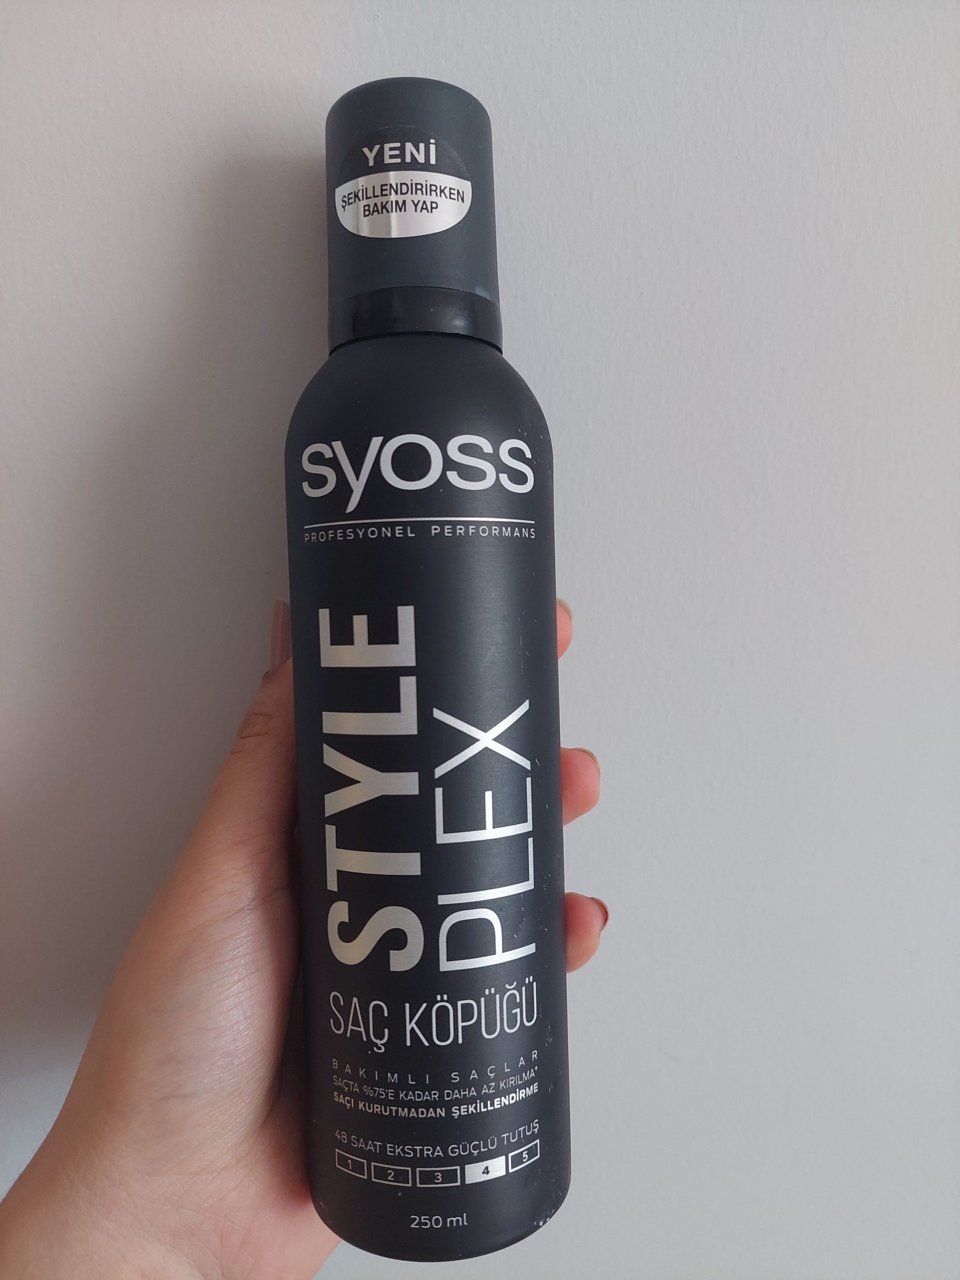 YENİ
ŞEKİLLENDİRİRKEN
BAKIM YAP
syoss
PROFESYONEL PERFORMANS
STYLE
PLEX
SAÇ KÖPÜĞÜ
BAKIMLI SAÇLAR
SAÇTA %75'E KADAR DAHA AZ KIRILMA*
SAÇI KURUTMADAN ŞEKİLLENDİRME
48 SAAT EKSTRA GÜÇLÜ TUTUŞ
1 2 3 4 5
250 ml